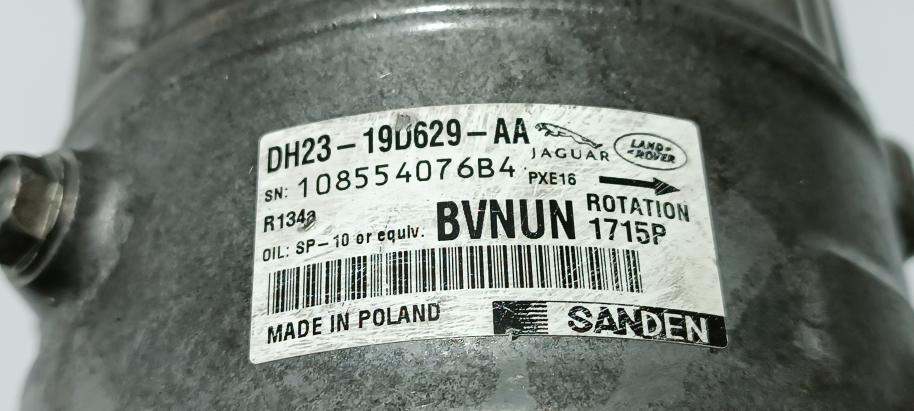 DH23-19D629-AA
JAGUAR
LAND-
-ROVER
SN: 108554076B4
PXE16
R134a
ROTATION
OIL: SP-10 or equiv.
BVNUN
1715P
MADE IN POLAND
SANDEN